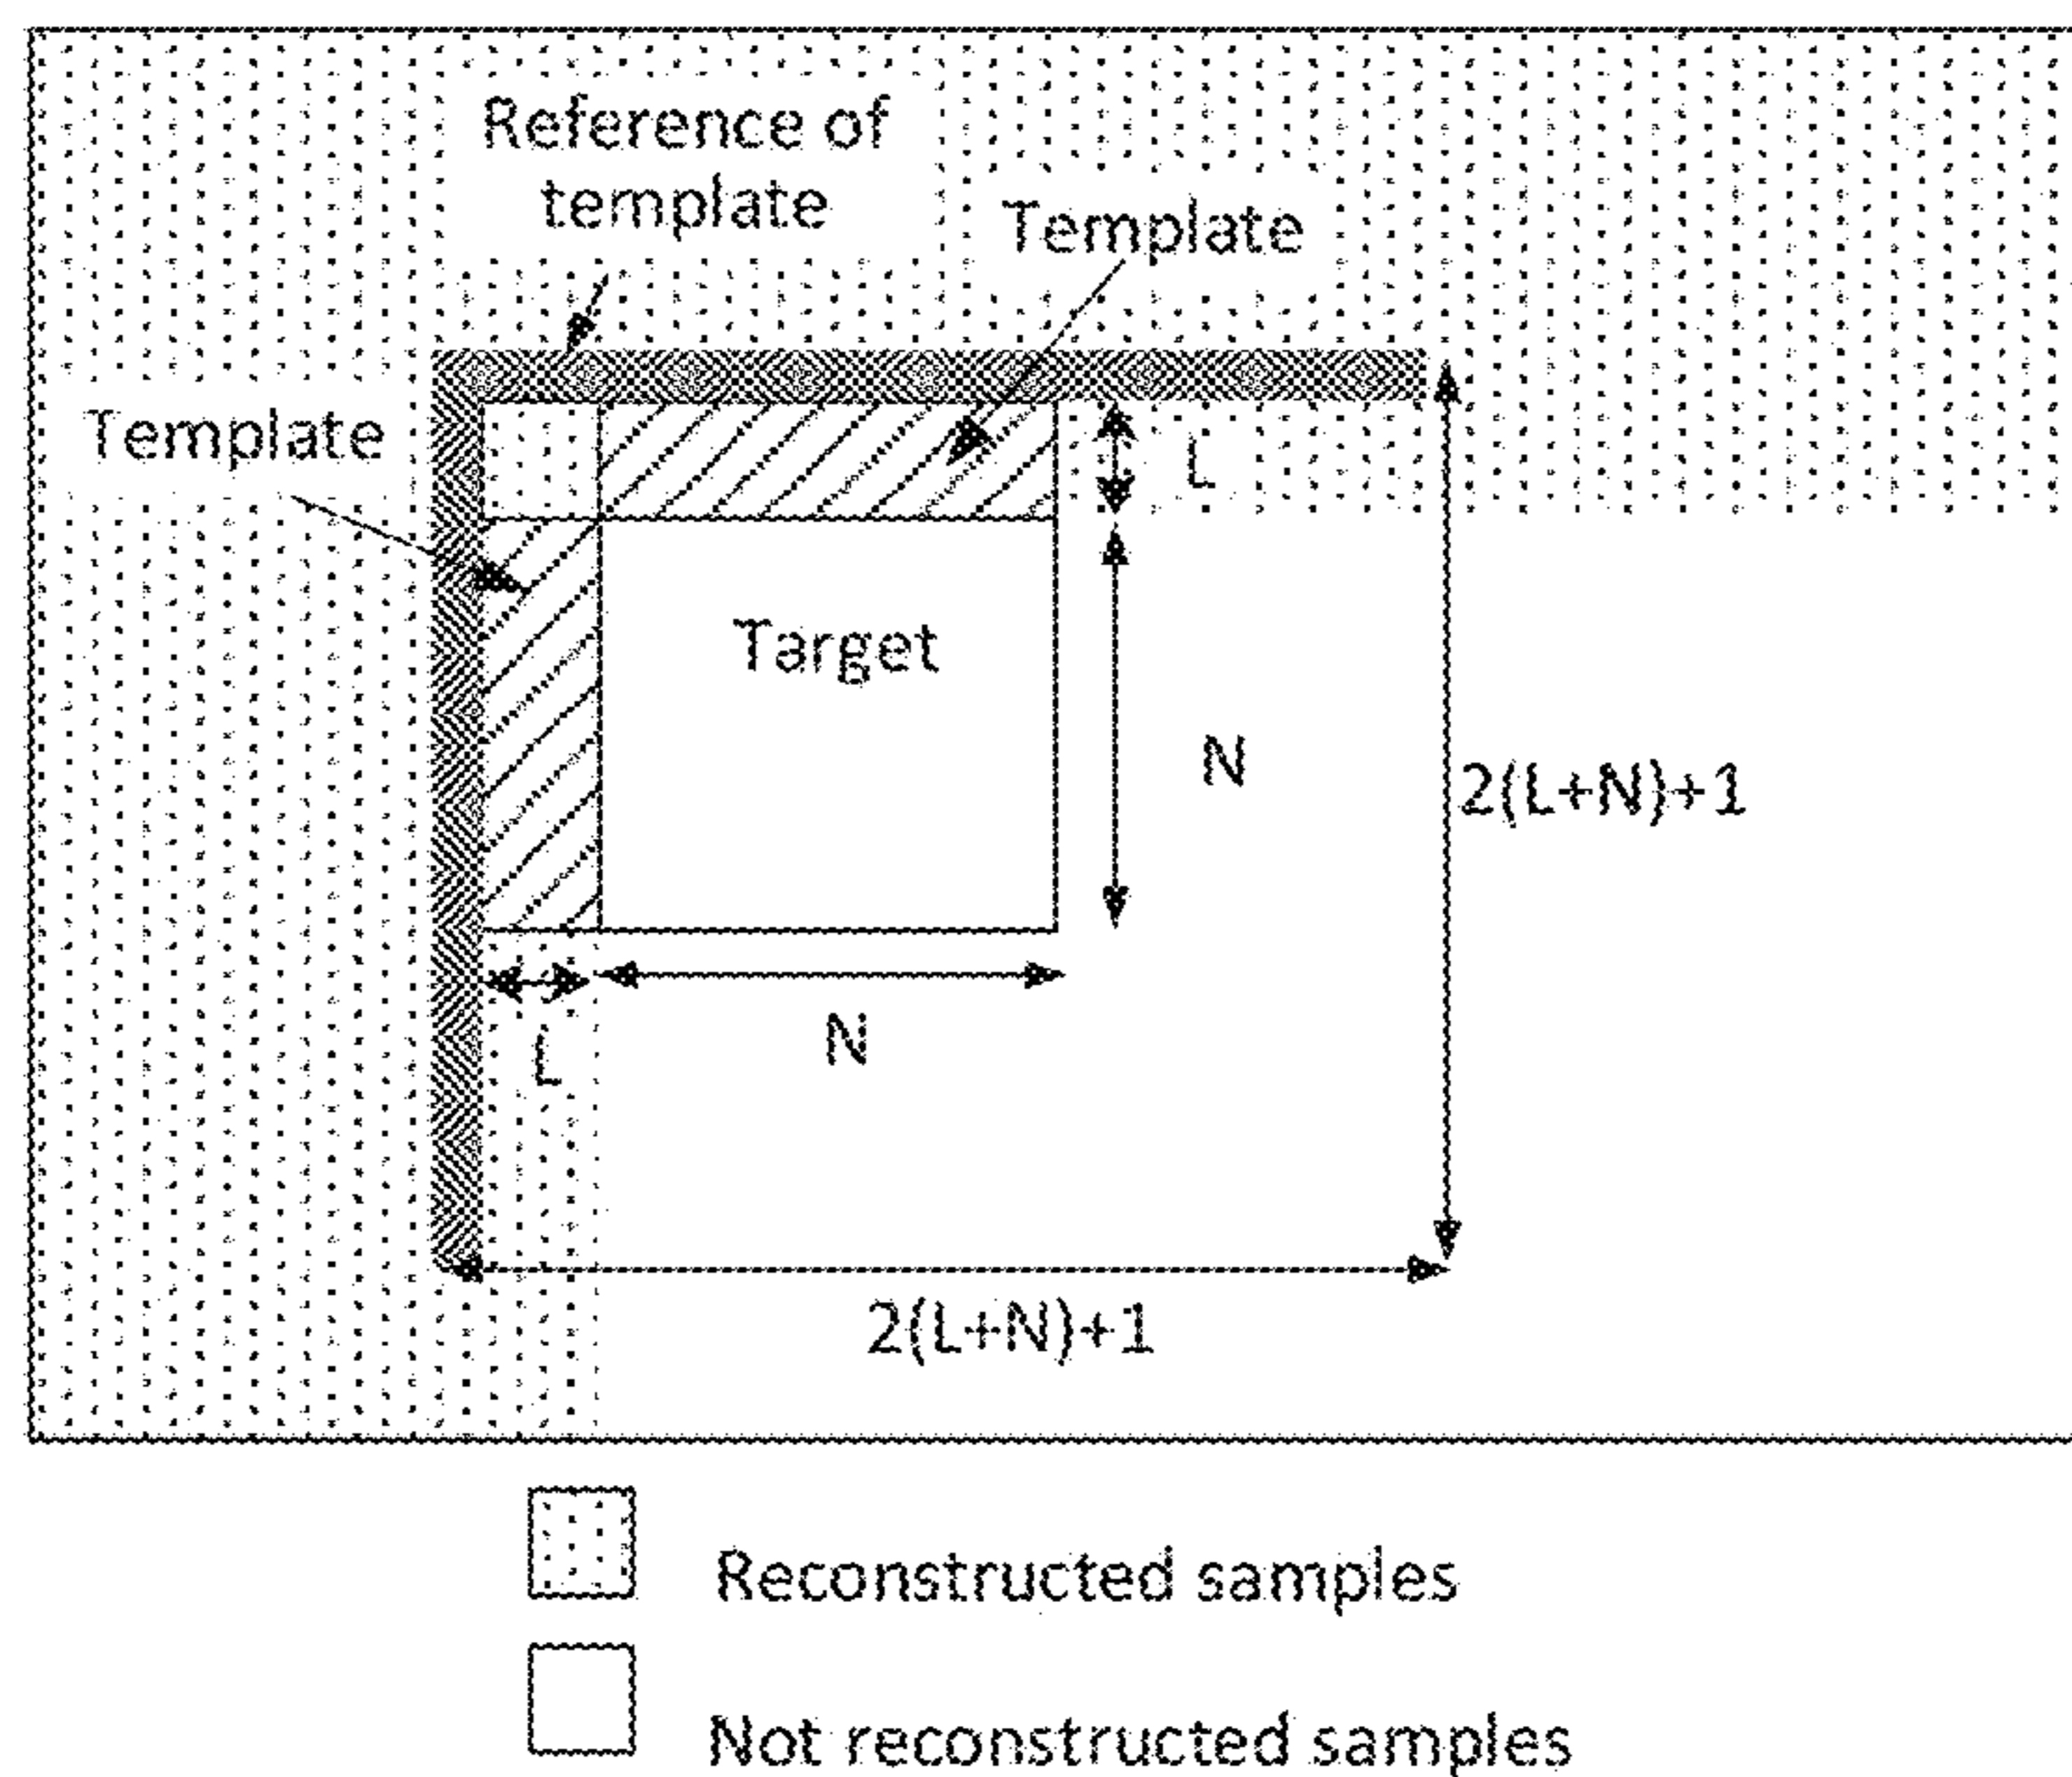 Reference of
template
Template
Template
L
Target
N
2(L+N)+1
N
L
2(L+N)+1
Reconstructed samples
Not reconstructed samples